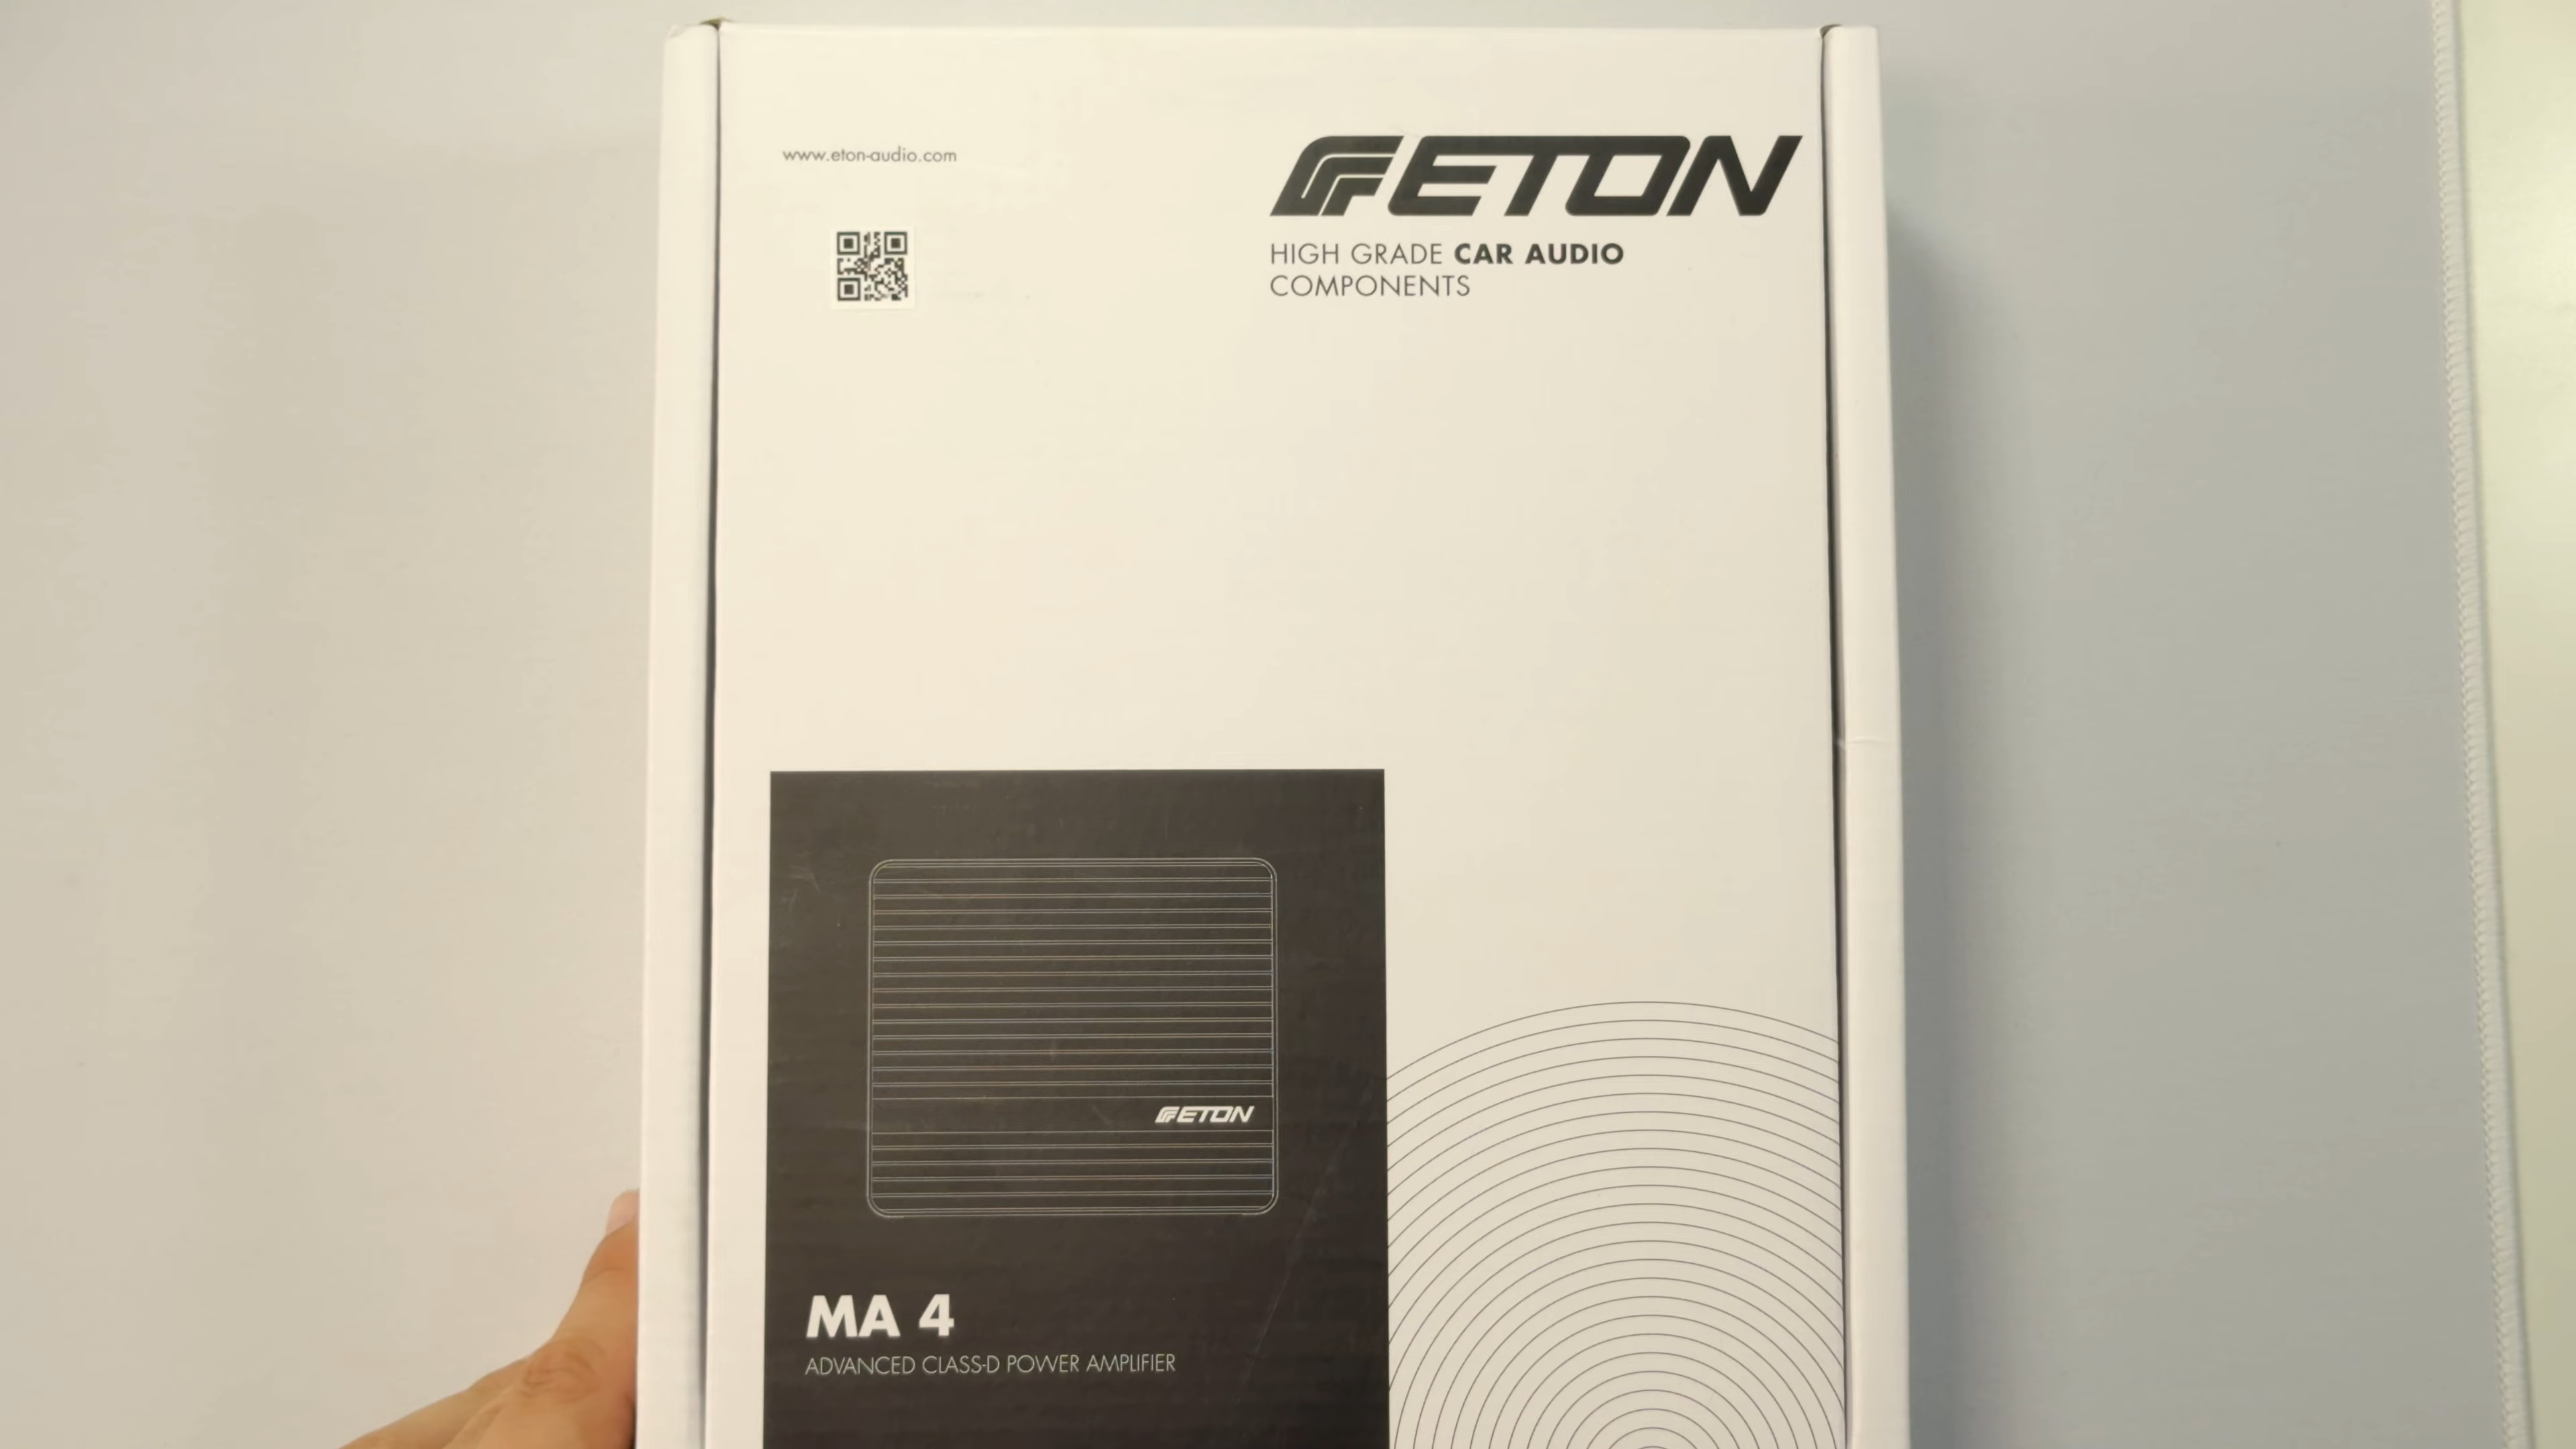 www.eton-audio.com
ETON
HIGH GRADE CAR AUDIO
COMPONENTS
ETON
MA 4
ADVANCED CLASS-D POWER AMPLIFIER